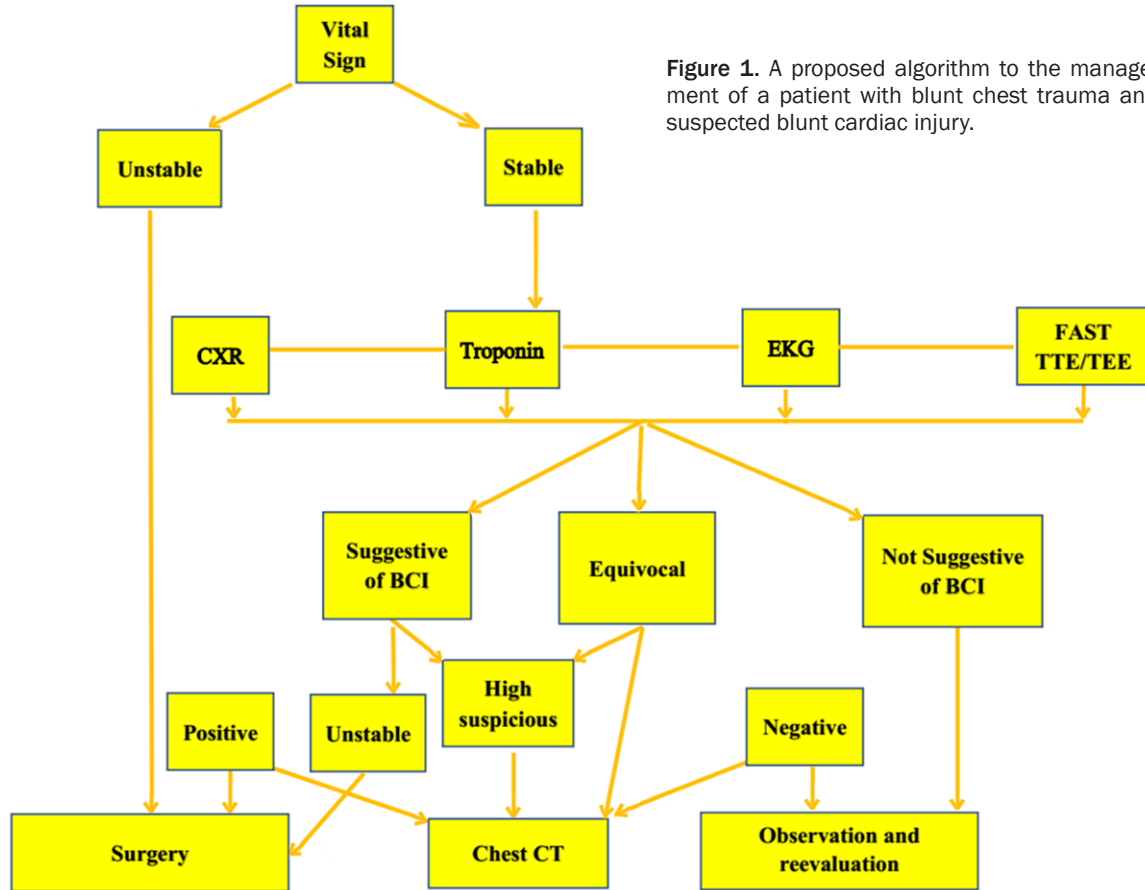 Vital
Sign
Figure 1. A proposed algorithm to the manage-
ment of a patient with blunt chest trauma an
suspected blunt cardiac injury.
Unstable
Stable
CXR
Troponin
EKG
FAST
TTE/TEE
Suggestive
of BCI
Equivocal
Not Suggestive
of BCI
High
suspicious
Positive
Unstable
Negative
Surgery
Chest CT
Observation and
reevaluation